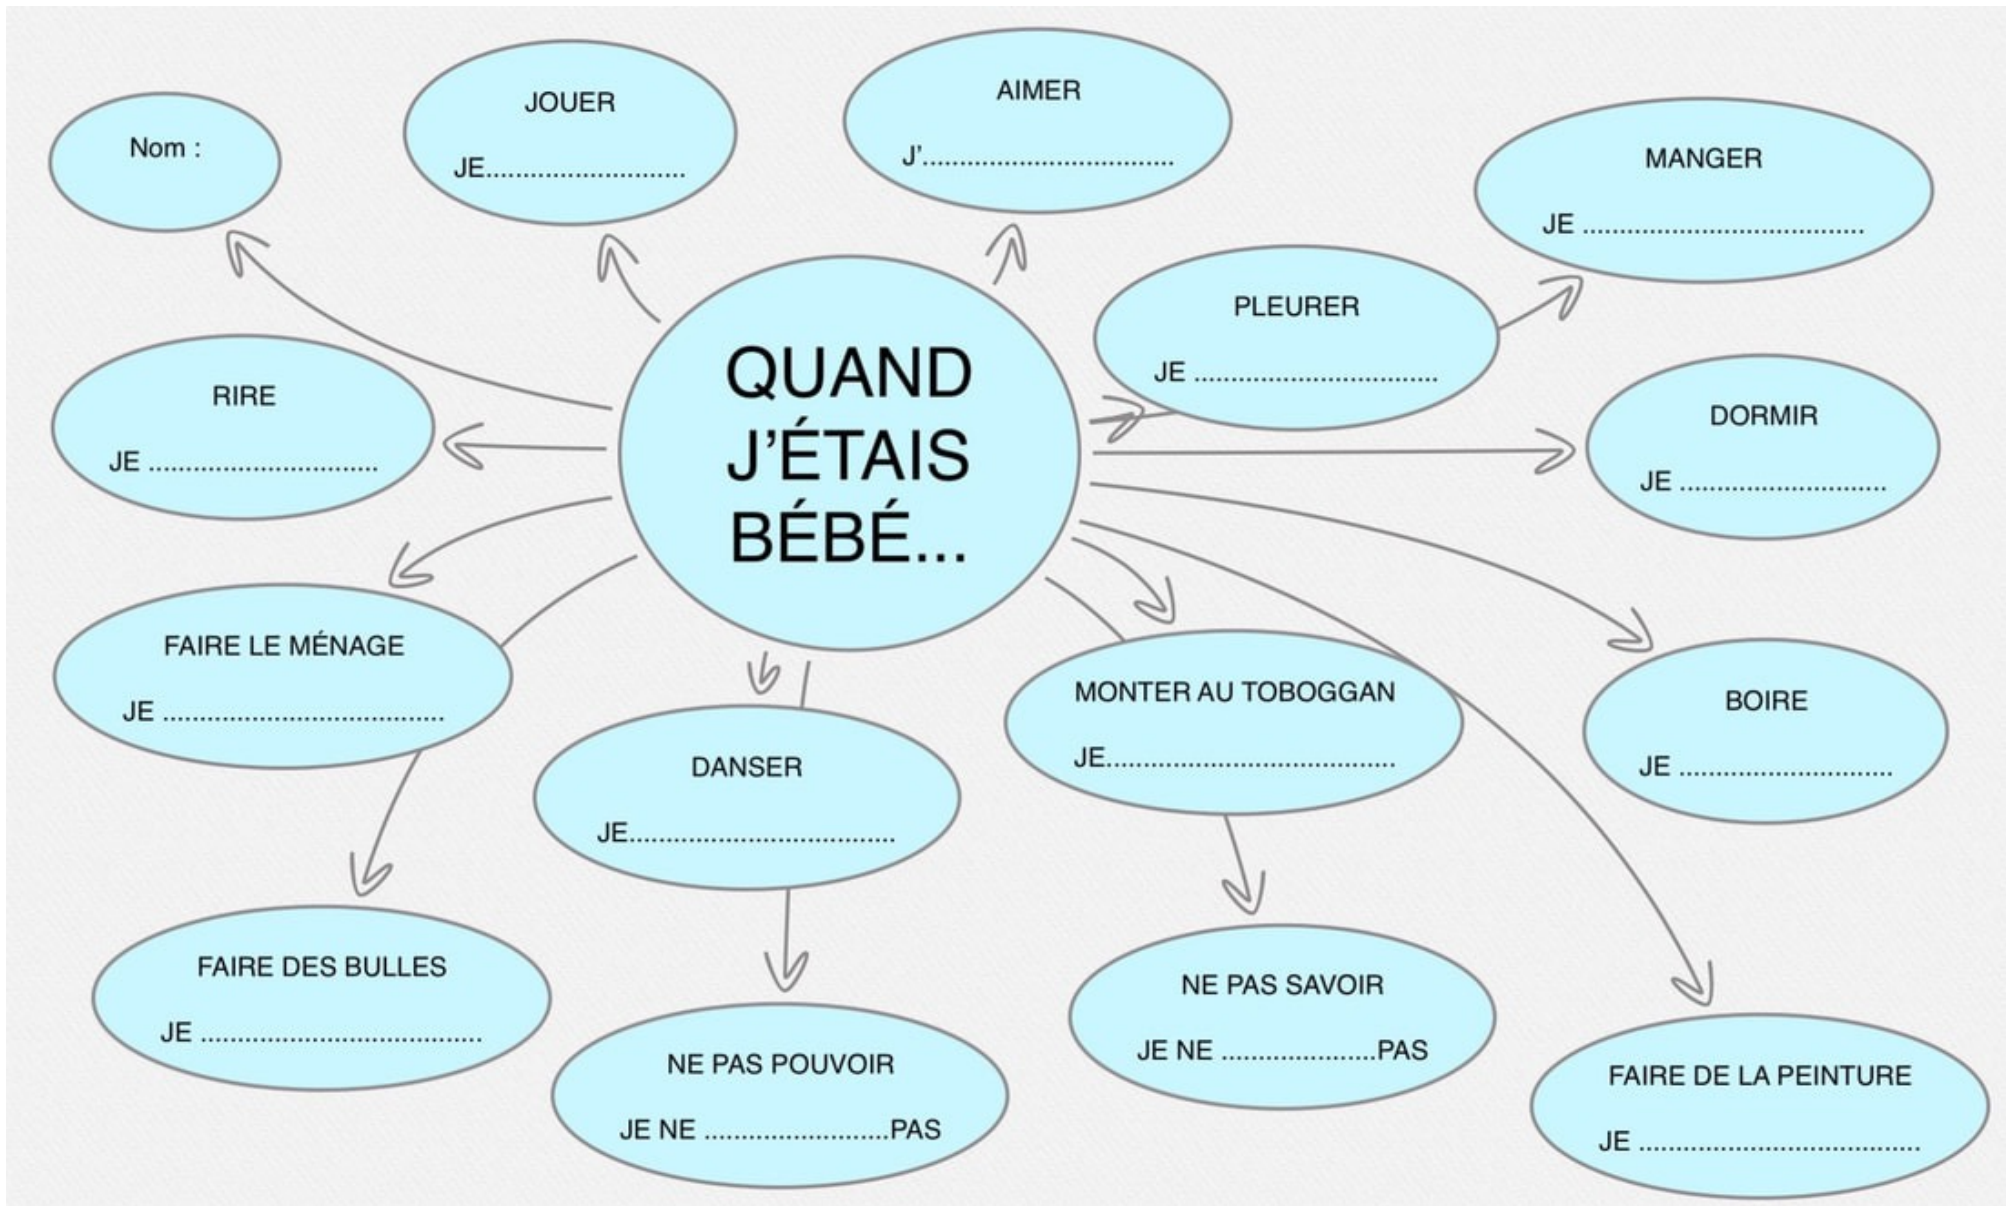 Nom :
JOUER
JE...........................
AIMER
J'..................................
MANGER
JE ......................................
PLEURER
JE .................................
RIRE
JE ...............................
QUAND
J'ÉTAIS
BÉBÉ...
DORMIR
JE ............................
FAIRE LE MÉNAGE
JE ......................................
DANSER
JE....................................
MONTER AU TOBOGGAN
JE.......................................
BOIRE
JE .............................
FAIRE DES BULLES
JE ......................................
NE PAS POUVOIR
JE NE .........................PAS
NE PAS SAVOIR
JE NE .....................PAS
FAIRE DE LA PEINTURE
JE ......................................